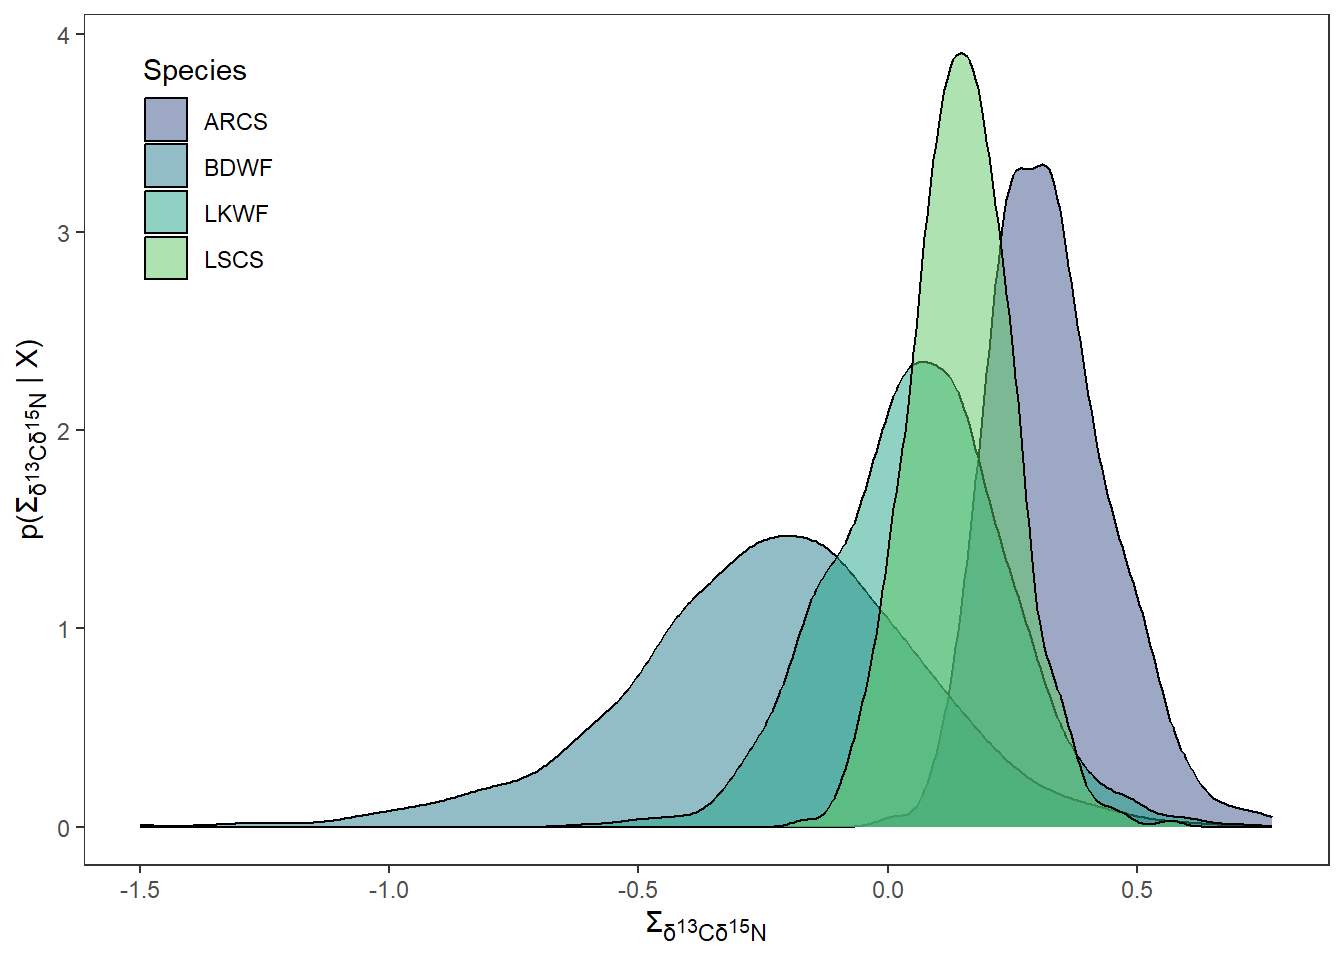 Species
ARCS
BDWF
LKWF
LSCS
p(Σδ¹³Cδ¹⁵N | X)
4
3
2
1
0
-1.5 -1.0 -0.5 0.0 0.5
Σδ¹³Cδ¹⁵N